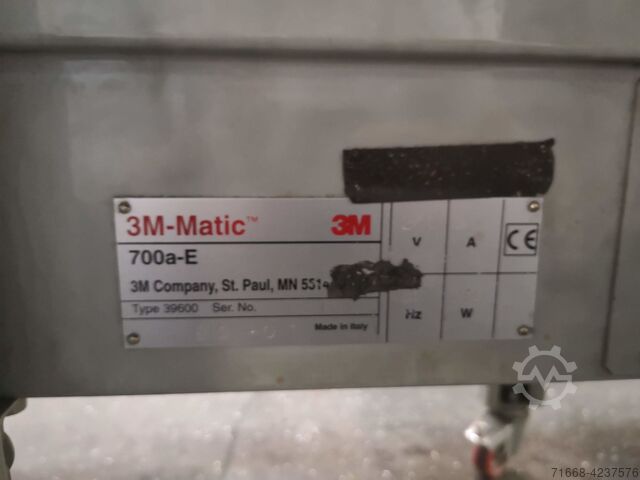 3M-Matic™ 3M
700a-E
3M Company, St. Paul, MN 551
Type 39600 Ser. No.
Made in Italy
V A CE
Hz W
71668-4237576